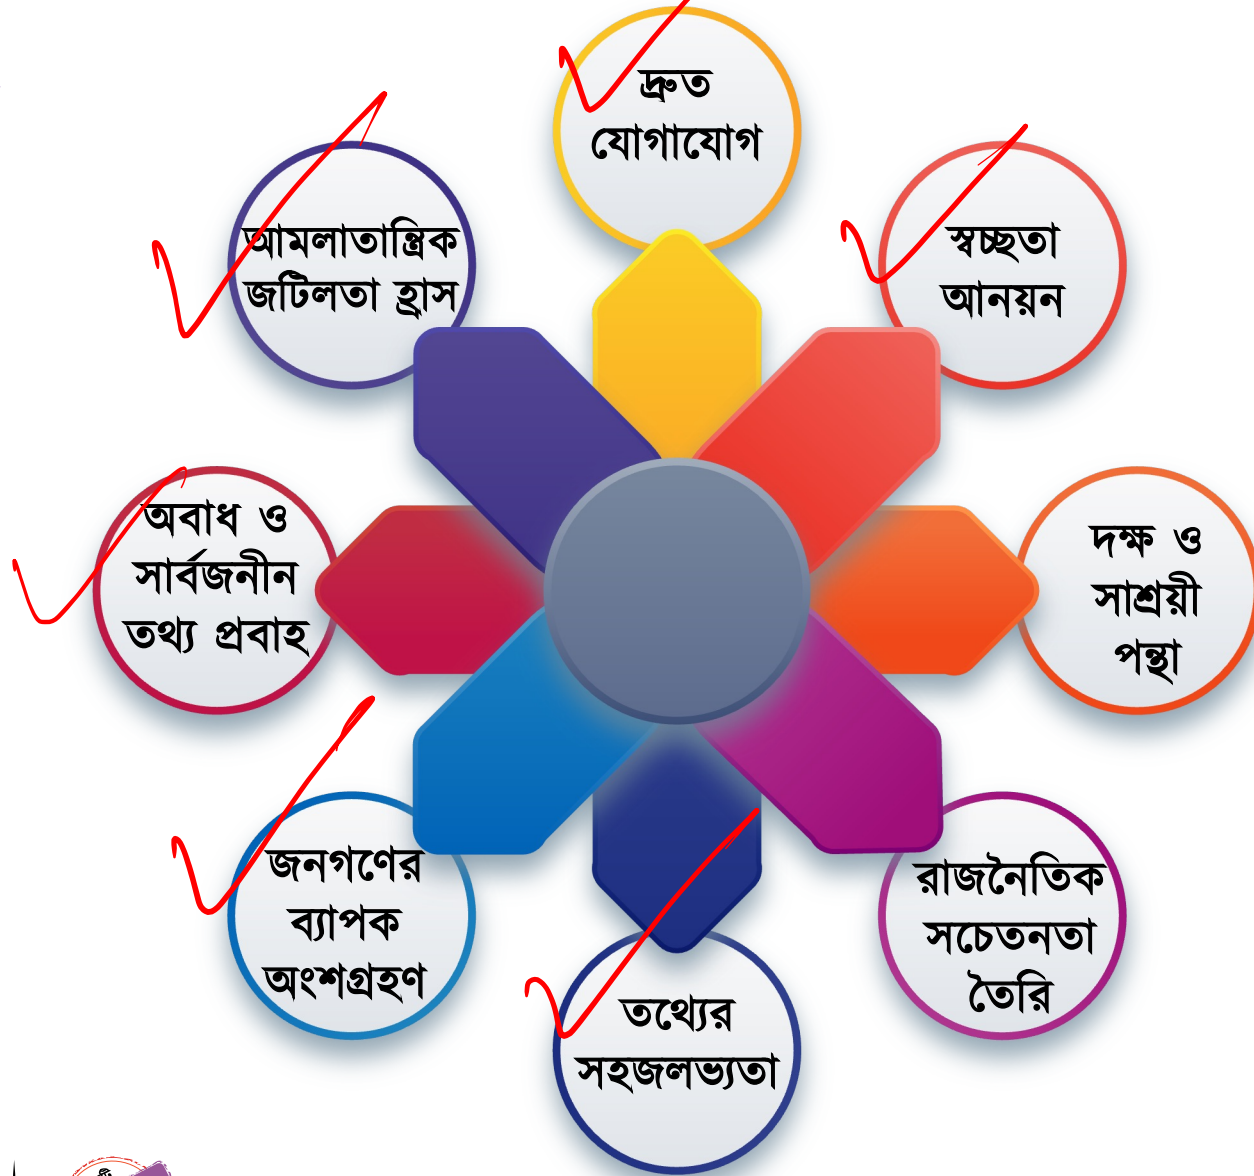 দ্রুত
যোগাযোগ
স্বচ্ছতা
আনয়ন
দক্ষ ও
সাশ্রয়ী
পন্থা
রাজনৈতিক
সচেতনতা
তৈরি
তথ্যের
সহজলভ্যতা
জনগণের
ব্যাপক
অংশগ্রহণ
অবাধ ও
সার্বজনীন
তথ্য প্রবাহ
আমলাতান্ত্রিক
জটিলতা হ্রাস